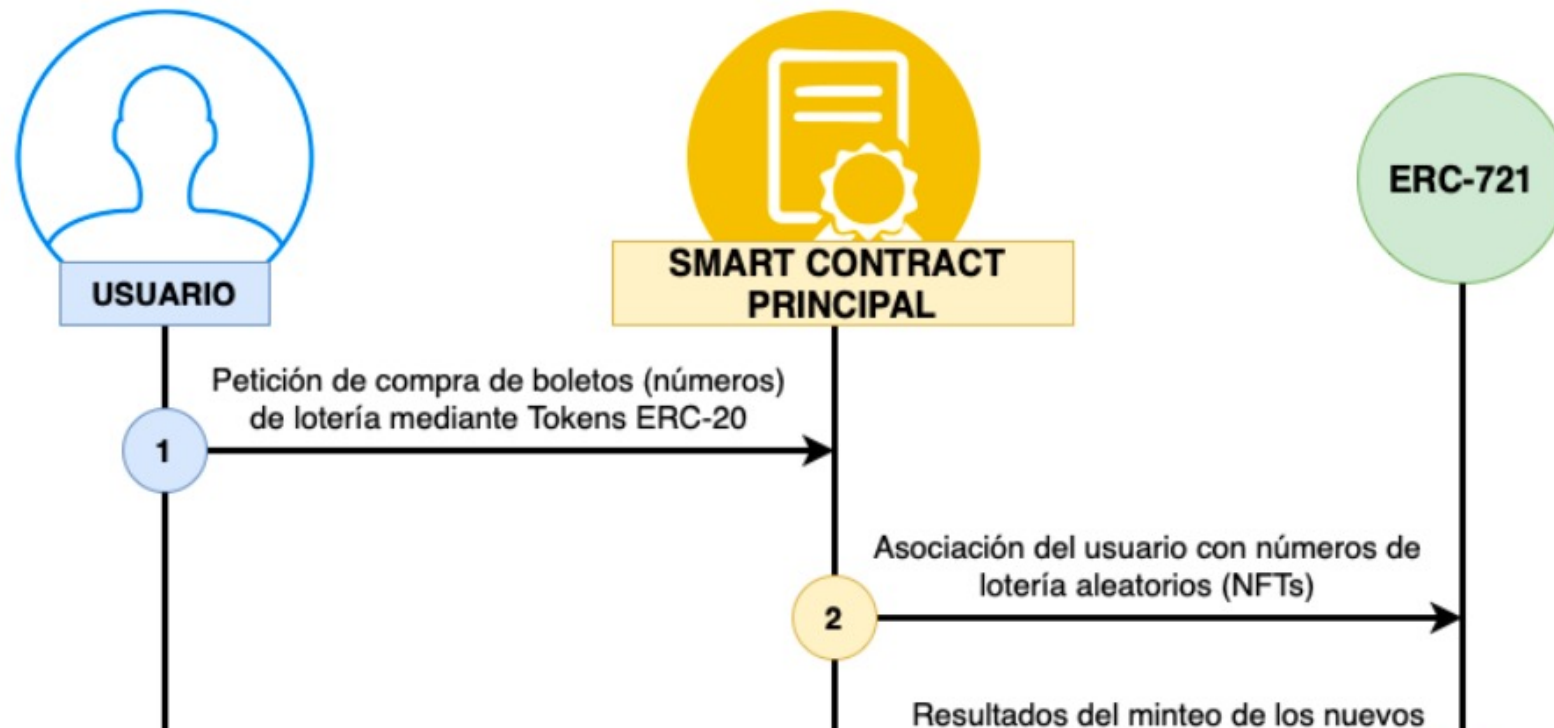 ERC-721
SMART CONTRACT
PRINCIPAL
USUARIO
Petición de compra de boletos (números)
de lotería mediante Tokens ERC-20
1
Asociación del usuario con números de
lotería aleatorios (NFTs)
2
Resultados del minteo de los nuevos